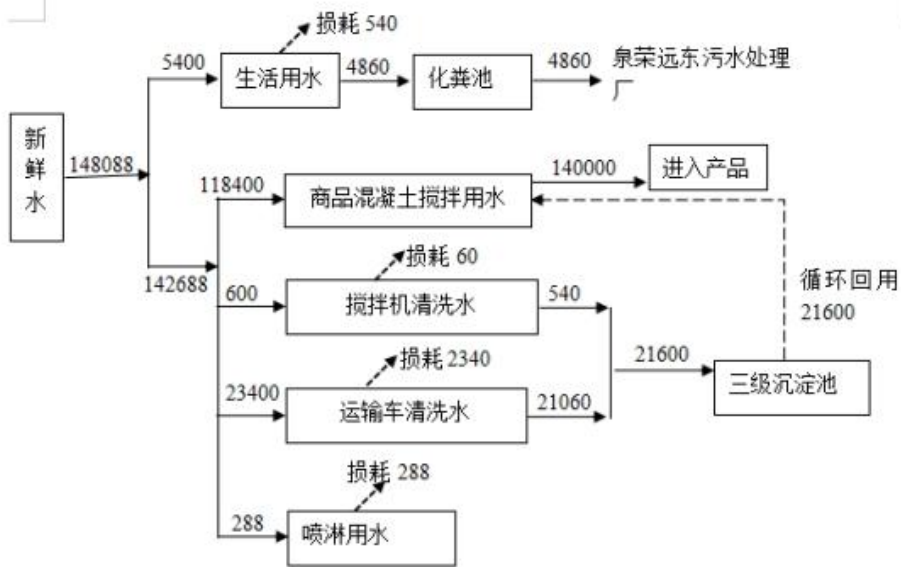 损耗 540
5400
生活用水
4860
化粪池
4860
泉荣远东污水处理
厂
新
鲜
水
148088
118400
商品混凝土搅拌用水
140000
进入产品
142688
600
损耗 60
搅拌机清洗水
540
循环回用
21600
21600
三级沉淀池
23400
损耗 2340
运输车清洗水
21060
损耗 288
288
喷淋用水